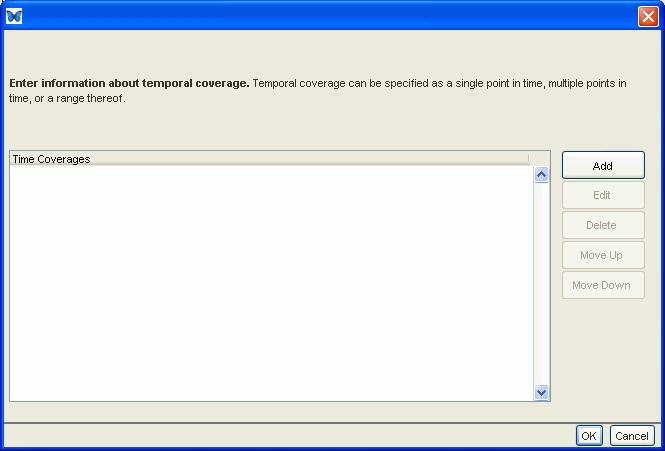 Enter information about temporal coverage. Temporal coverage can be specified as a single point in time, multiple points in
time, or a range thereof.
Time Coverages
Add
Edit
Delete
Move Up
Move Down
OK
Cancel